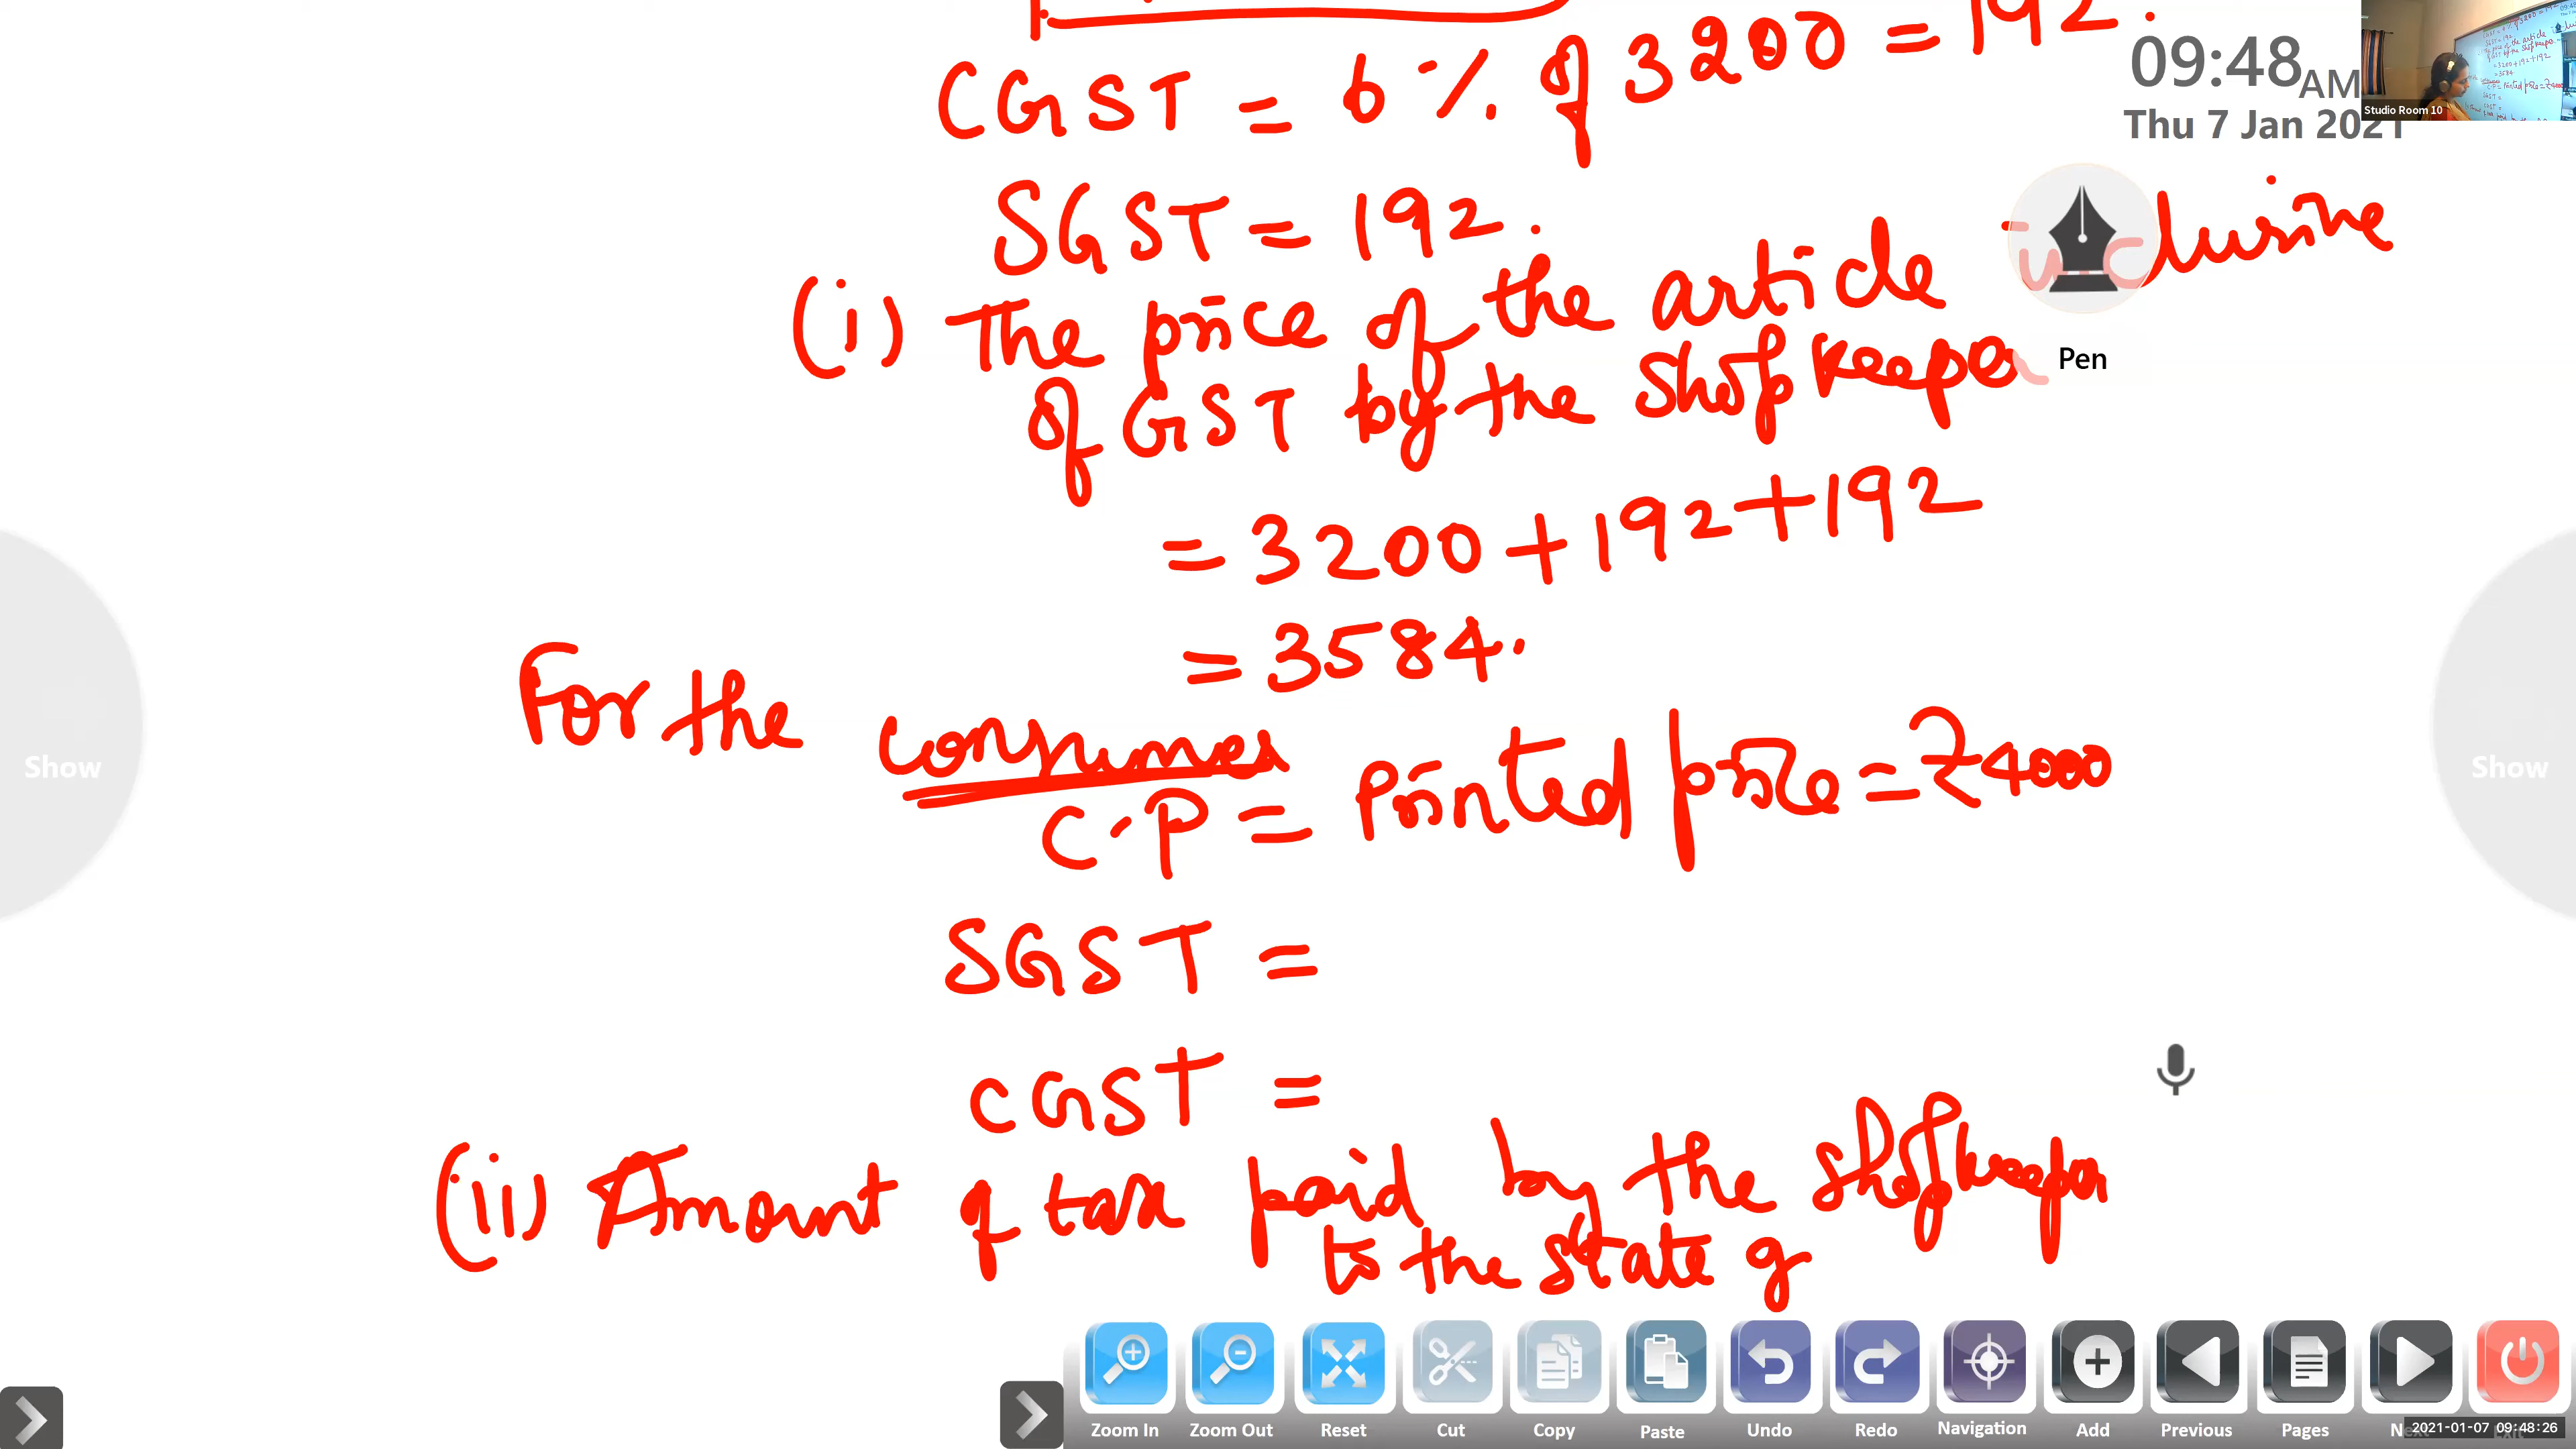 CGST = 6% of 3200 = 192.
SGST = 192.
(i) The price of the article inclusive
of GST by the shopkeeper
= 3200 + 192 + 192
= 3584.
For the consumer
C.P = Printed price = ₹4000
SGST =
CGST =
(ii) Amount of tax paid by the shopkeeper
to the state g
09:48 AM
Thu 7 Jan 2021
Studio Room 10
Pen
Show
Show
Zoom In
Zoom Out
Reset
Cut
Copy
Paste
Undo
Redo
Navigation
Add
Previous
Pages
2021-01-07 09:48:26